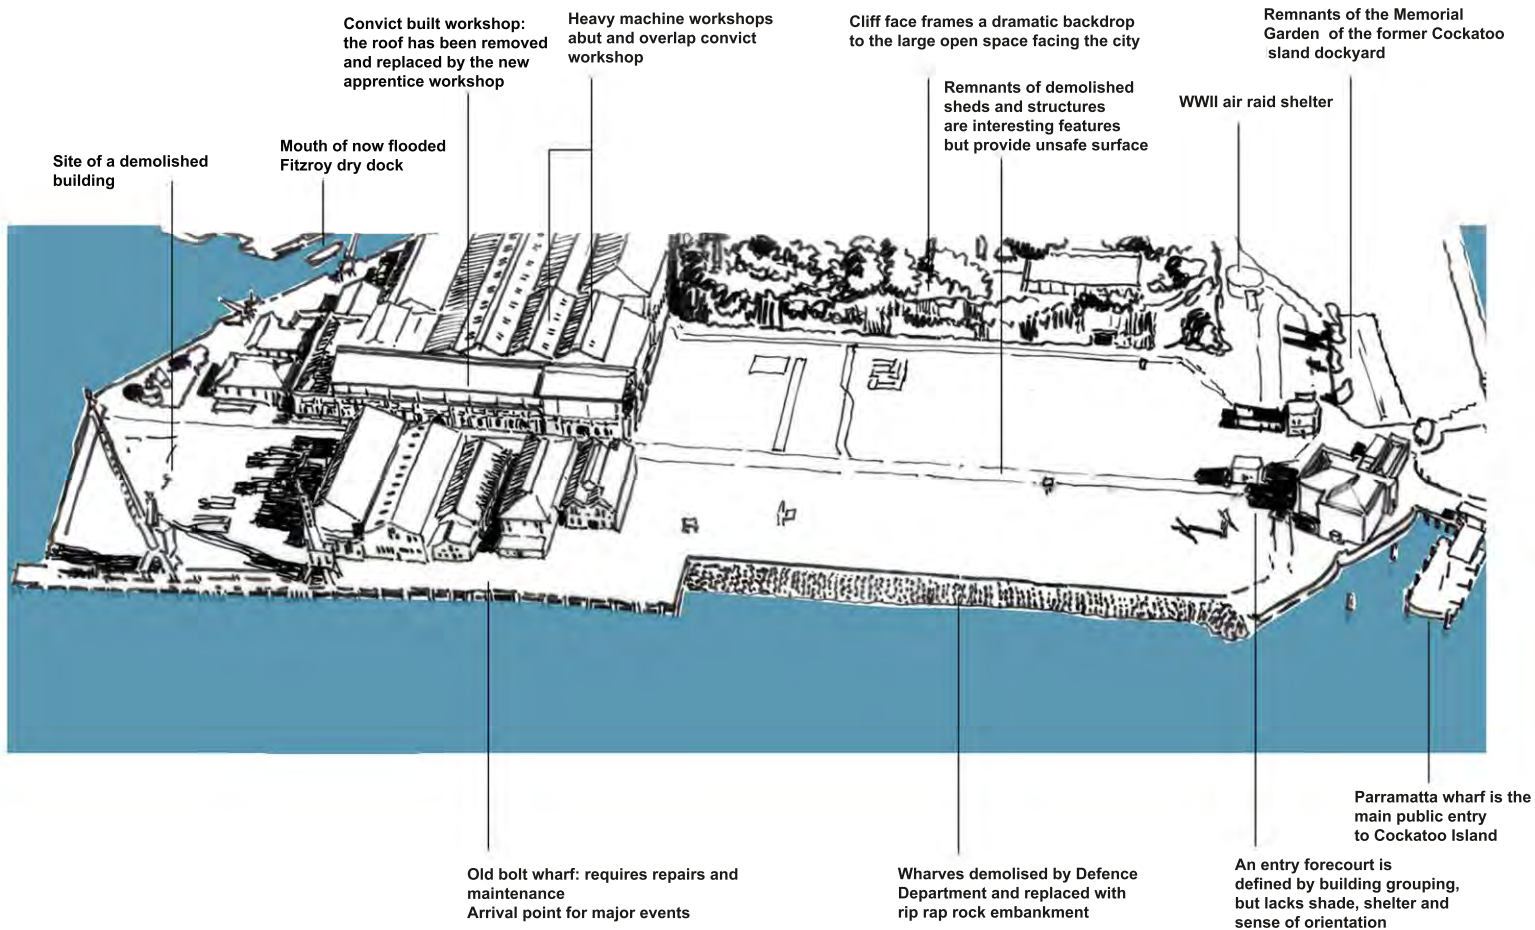 Convict built workshop:
the roof has been removed
and replaced by the new
apprentice workshop
Heavy machine workshops
abut and overlap convict
workshop
Cliff face frames a dramatic backdrop
to the large open space facing the city
Remnants of the Memorial
Garden of the former Cockatoo
sland dockyard
Remnants of demolished
sheds and structures
are interesting features
but provide unsafe surface
WWII air raid shelter
Mouth of now flooded
Fitzroy dry dock
Site of a demolished
building
Parramatta wharf is the
main public entry
to Cockatoo Island
Old bolt wharf: requires repairs and
maintenance
Arrival point for major events
Wharves demolised by Defence
Department and replaced with
rip rap rock embankment
An entry forecourt is
defined by building grouping,
but lacks shade, shelter and
sense of orientation